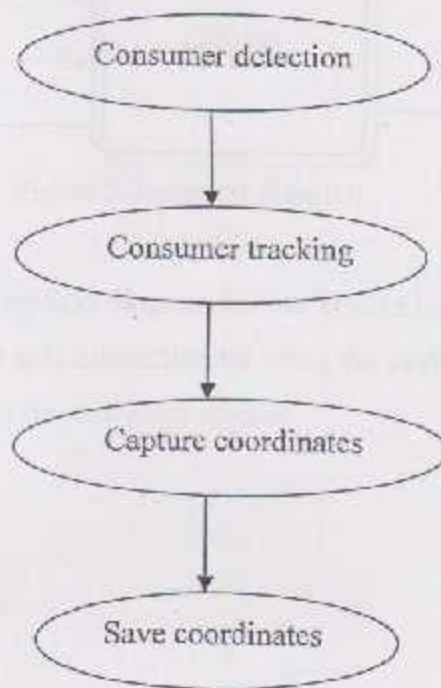 Consumer detection
Consumer tracking
Capture coordinates
Save coordinates